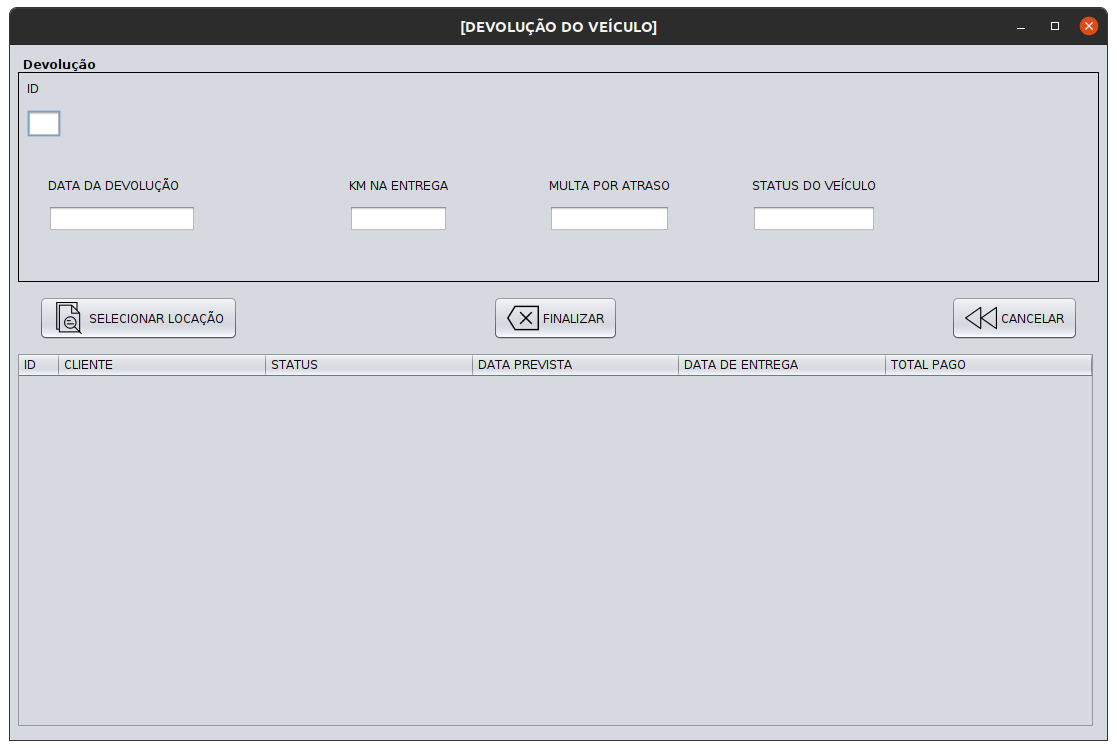 [DEVOLUÇÃO DO VEÍCULO]
Devolução
ID
DATA DA DEVOLUÇÃO KM NA ENTREGA MULTA POR ATRASO STATUS DO VEÍCULO
SELECIONAR LOCAÇÃO FINALIZAR CANCELAR
ID CLIENTE STATUS DATA PREVISTA DATA DE ENTREGA TOTAL PAGO